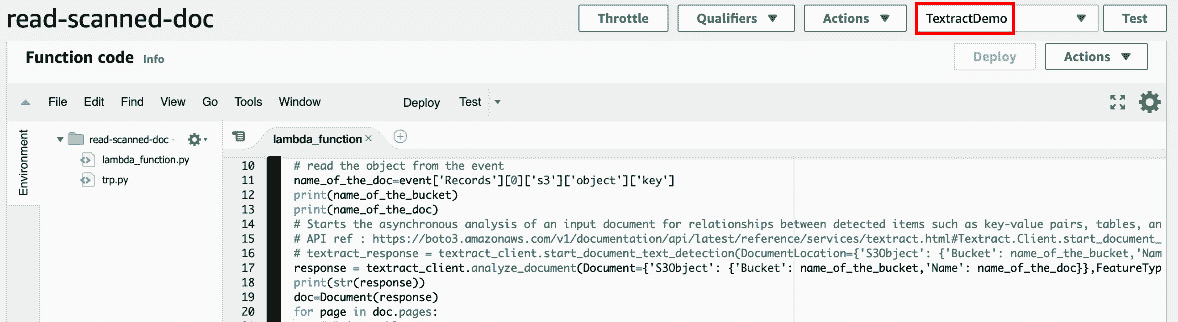 read-scanned-doc
Throttle
Qualifiers
Actions
TextractDemo
Test
Function code Info
Deploy
Actions
File Edit Find View Go Tools Window Deploy Test
Environment
read-scanned-doc -
lambda_function.py
trp.py
lambda_function
10 # read the object from the event
11 name_of_the_doc=event['Records'][0]['s3']['object']['key']
12 print(name_of_the_bucket)
13 print(name_of_the_doc)
14 # Starts the asynchronous analysis of an input document for relationships between detected items such as key-value pairs, tables, an
15 # API ref : https://boto3.amazonaws.com/v1/documentation/api/latest/reference/services/textract.html#Textract.Client.start_document_
16 # textract_response = textract_client.start_document_text_detection(DocumentLocation={'S3Object': {'Bucket': name_of_the_bucket,'Nam
17 response = textract_client.analyze_document(Document={'S3Object': {'Bucket': name_of_the_bucket,'Name': name_of_the_doc}},FeatureTyp
18 print(str(response))
19 doc=Document(response)
20 for page in doc.pages: